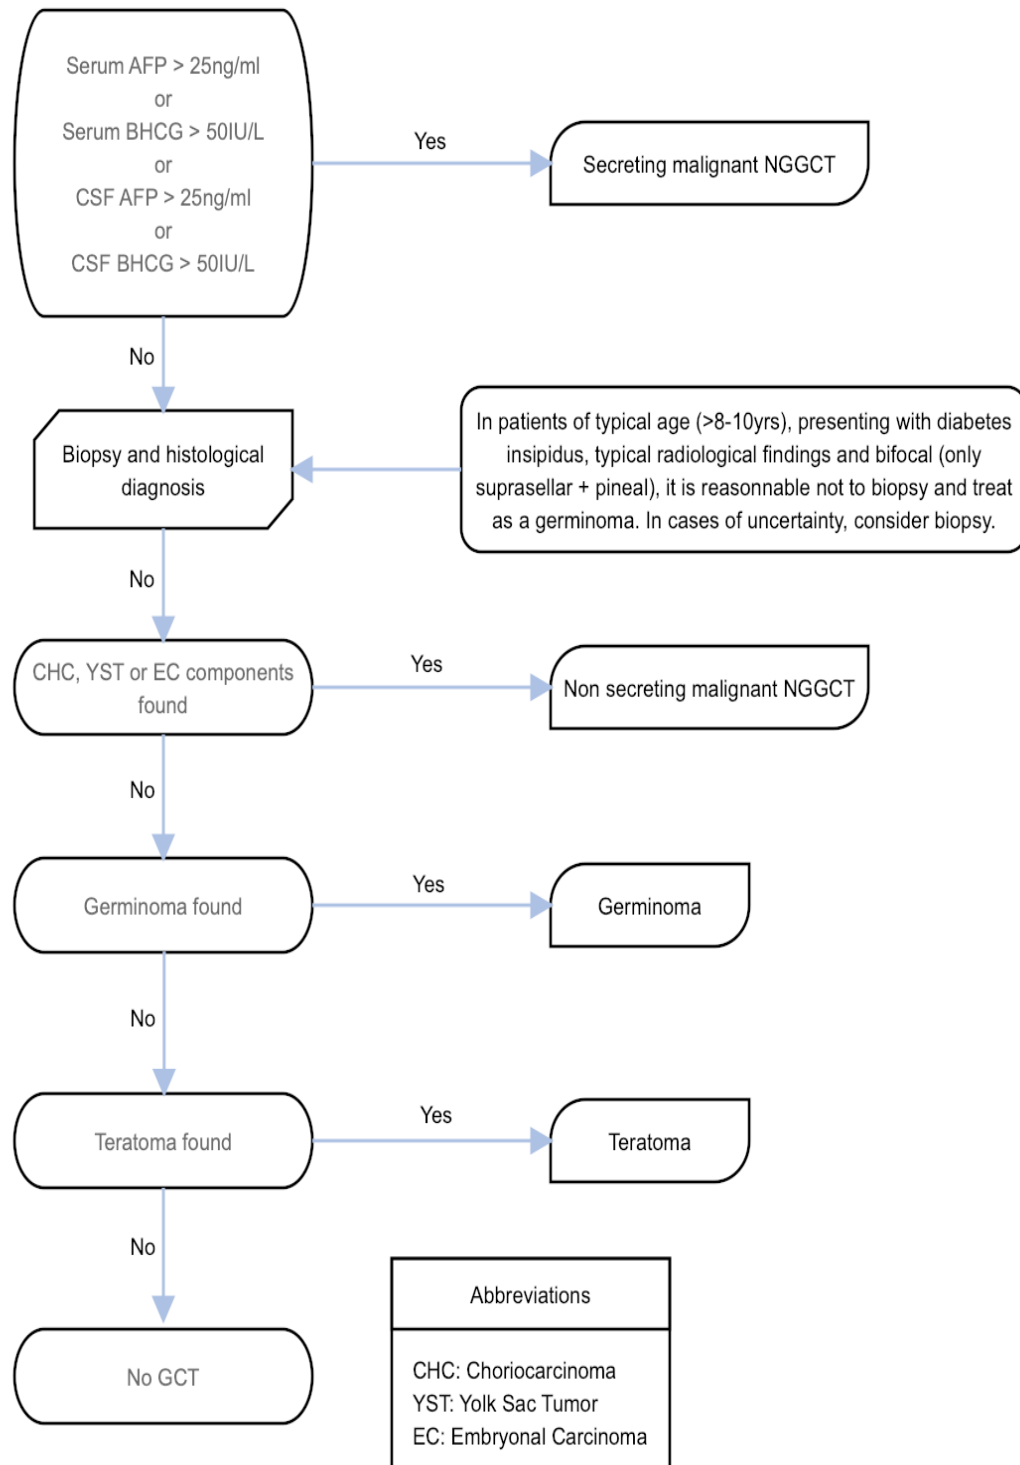 Serum AFP > 25ng/ml
or
Serum BHCG > 50IU/L
or
CSF AFP > 25ng/ml
or
CSF BHCG > 50IU/L
Yes
Secreting malignant NGGCT
No
Biopsy and histological
diagnosis
In patients of typical age (>8-10yrs), presenting with diabetes
insipidus, typical radiological findings and bifocal (only
suprasellar + pineal), it is reasonnable not to biopsy and treat
as a germinoma. In cases of uncertainty, consider biopsy.
No
CHC, YST or EC components
found
Yes
Non secreting malignant NGGCT
No
Germinoma found
Yes
Germinoma
No
Teratoma found
Yes
Teratoma
No
No GCT
Abbreviations
CHC: Choriocarcinoma
YST: Yolk Sac Tumor
EC: Embryonal Carcinoma